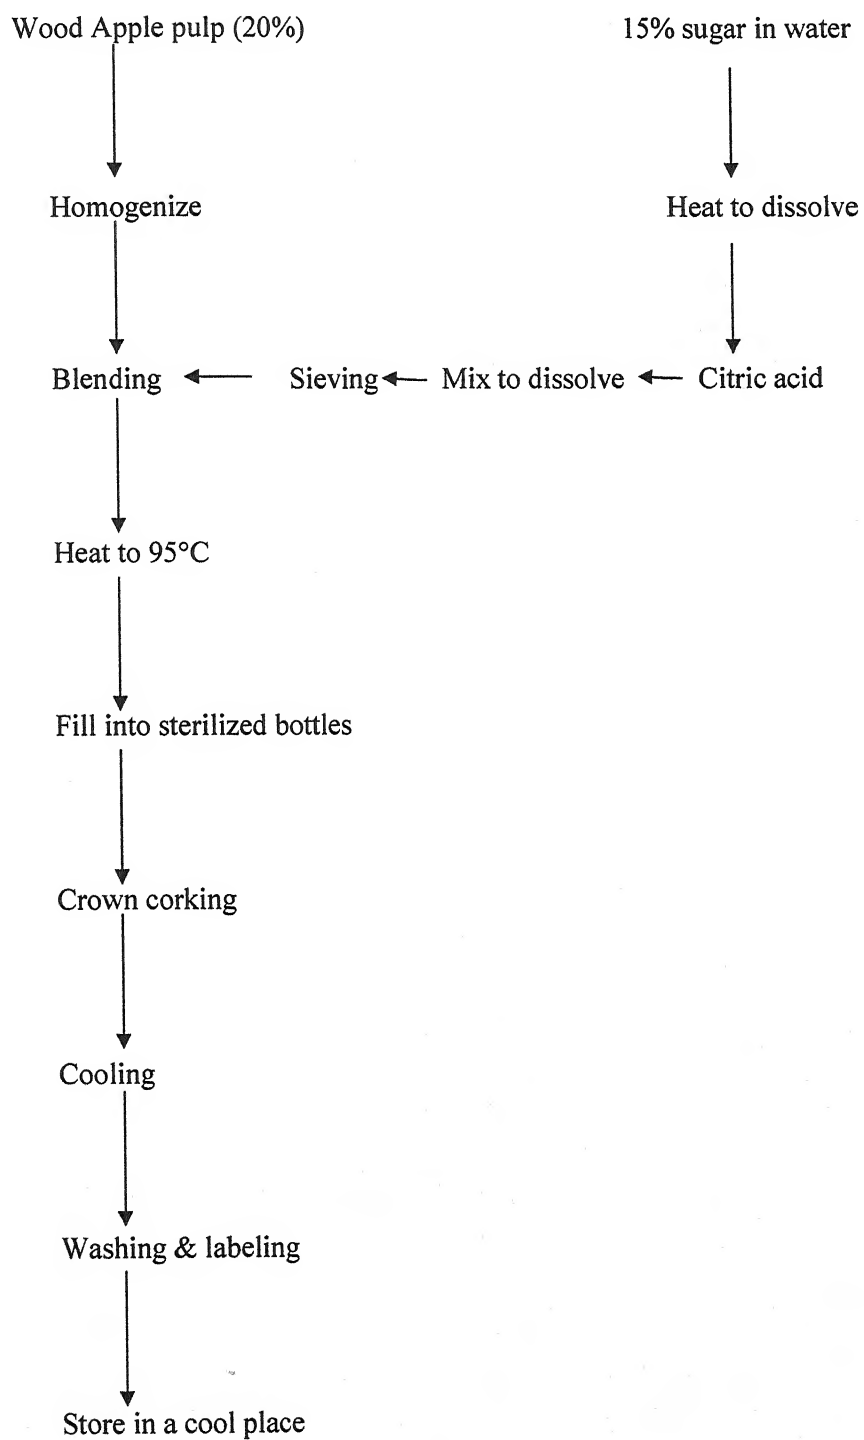 Wood Apple pulp (20%)
15% sugar in water
Homogenize
Heat to dissolve
Blending
Sieving
Mix to dissolve
Citric acid
Heat to 95°C
Fill into sterilized bottles
Crown corking
Cooling
Washing & labeling
Store in a cool place